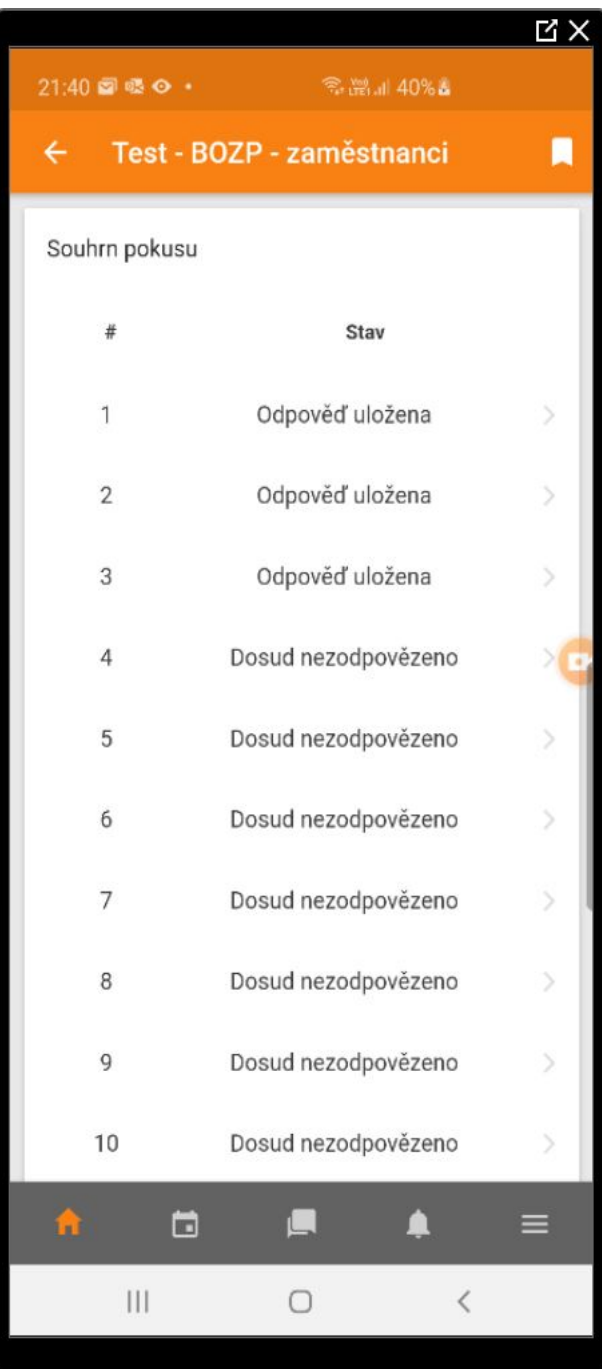 21:40 40%
Test - BOZP - zaměstnanci
Souhrn pokusu
# Stav
1 Odpověď uložena
2 Odpověď uložena
3 Odpověď uložena
4 Dosud nezodpovězeno
5 Dosud nezodpovězeno
6 Dosud nezodpovězeno
7 Dosud nezodpovězeno
8 Dosud nezodpovězeno
9 Dosud nezodpovězeno
10 Dosud nezodpovězeno